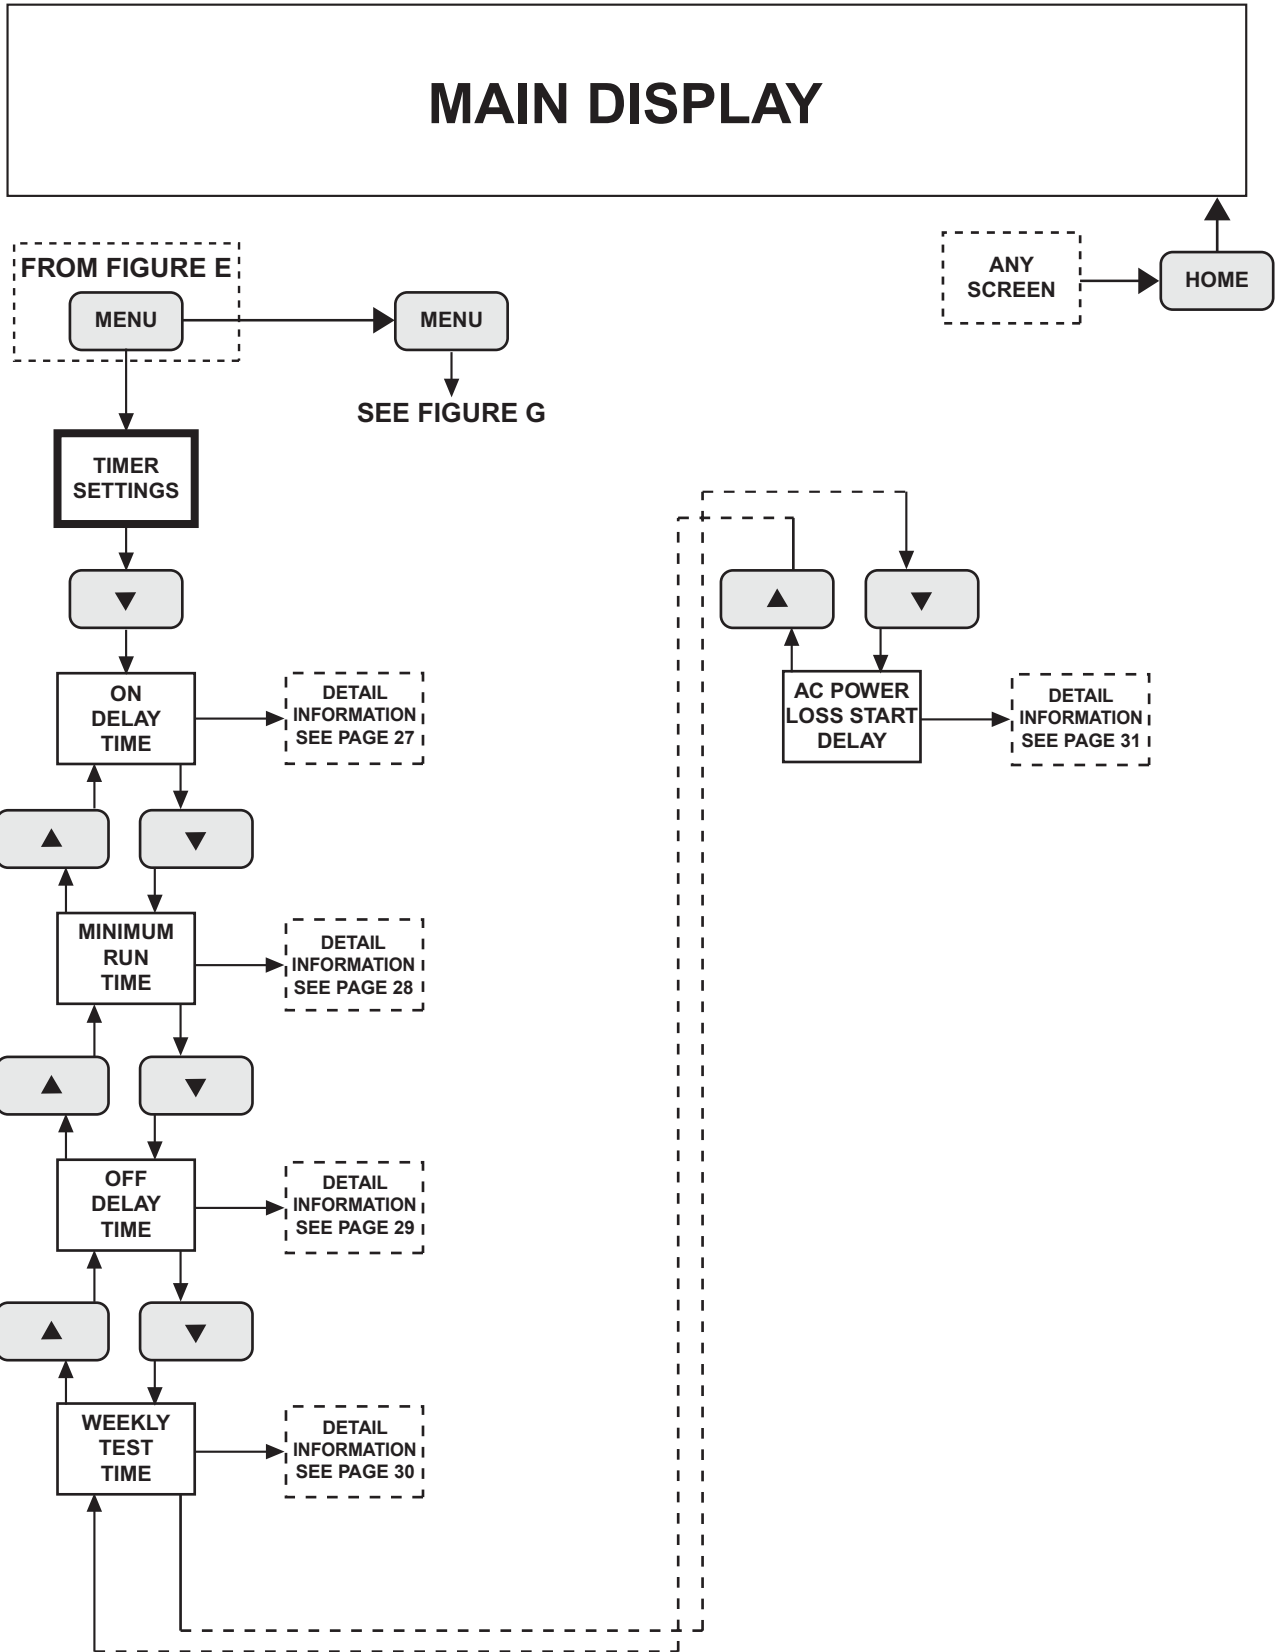 MAIN DISPLAY
FROM FIGURE E
MENU
MENU
SEE FIGURE G
ANY
SCREEN
HOME
TIMER
SETTINGS
ON
DELAY
TIME
DETAIL
INFORMATION
SEE PAGE 27
MINIMUM
RUN
TIME
DETAIL
INFORMATION
SEE PAGE 28
OFF
DELAY
TIME
DETAIL
INFORMATION
SEE PAGE 29
WEEKLY
TEST
TIME
DETAIL
INFORMATION
SEE PAGE 30
AC POWER
LOSS START
DELAY
DETAIL
INFORMATION
SEE PAGE 31